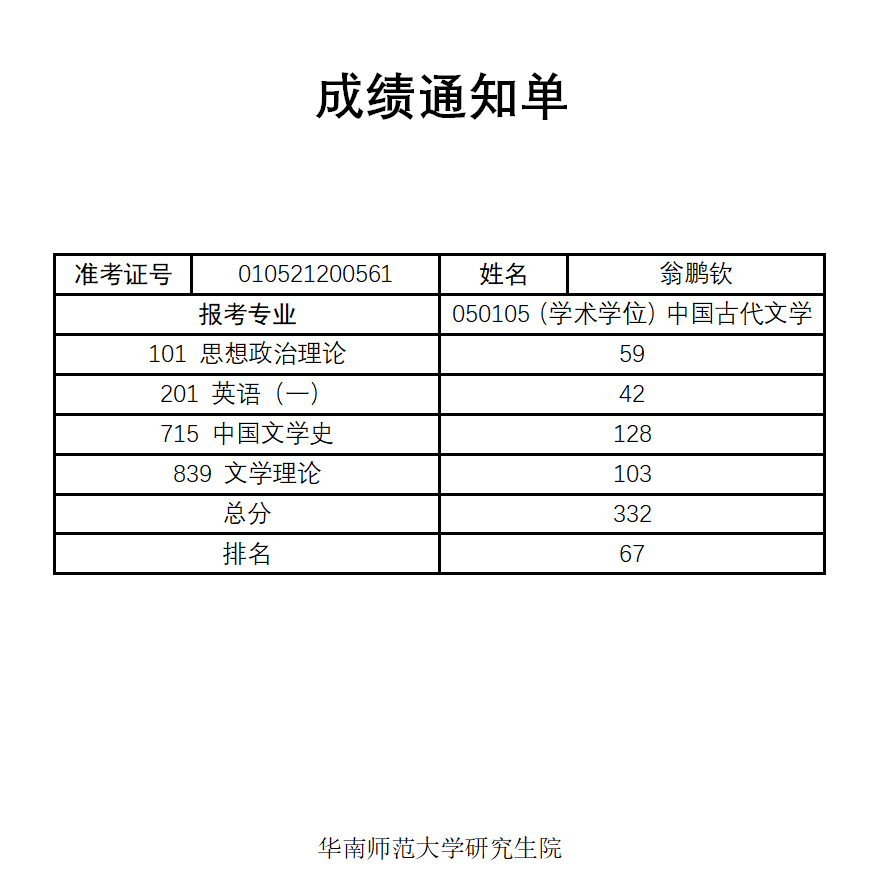 成绩通知单
准考证号 010521200561 姓名 翁鹏钦
报考专业 050105（学术学位）中国古代文学
101 思想政治理论 59
201 英语（一） 42
715 中国文学史 128
839 文学理论 103
总分 332
排名 67
华南师范大学研究生院